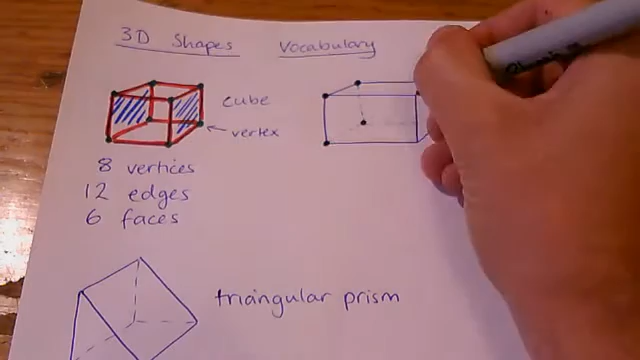 3D Shapes Vocabulary
cube
vertex
8 vertices
12 edges
6 faces
triangular prism